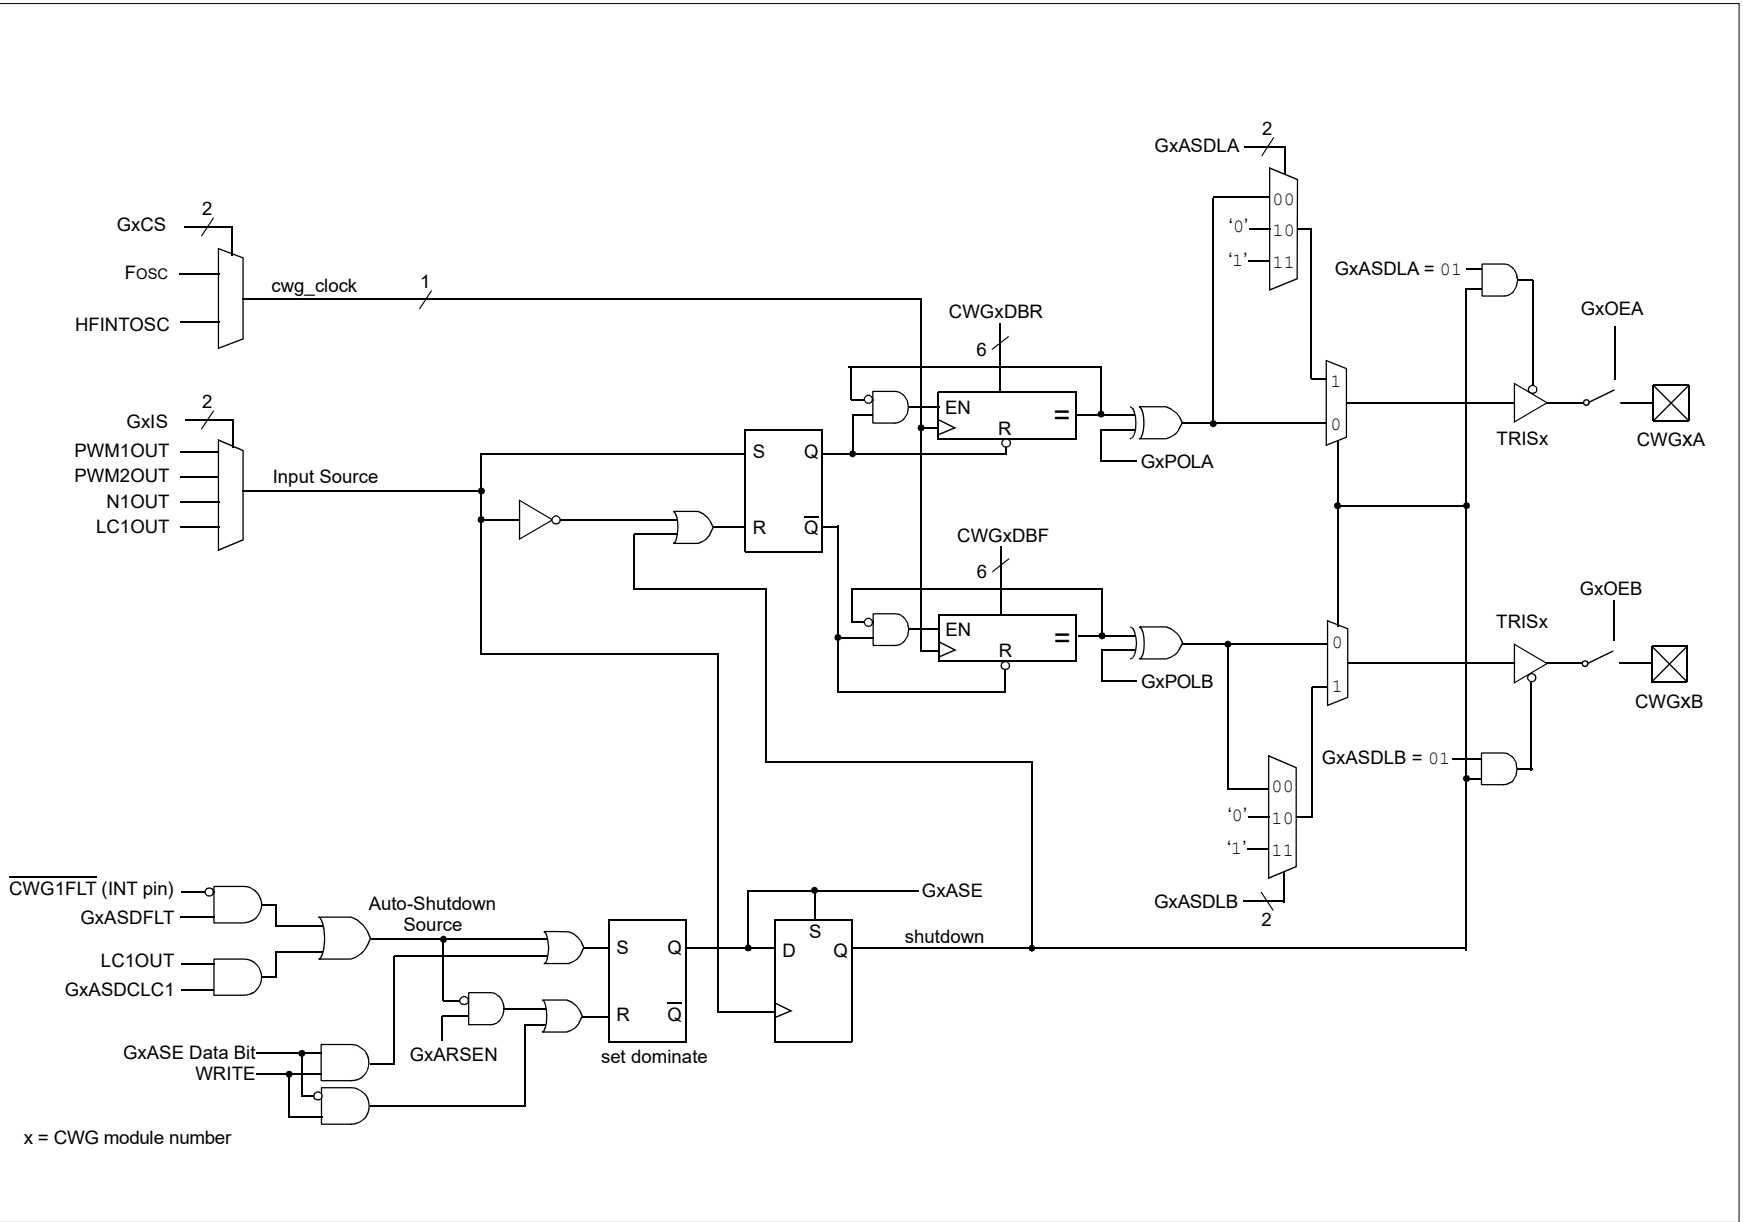 GxASDLA
2
00
'0'
10
'1'
11
GxCS
2
FOSC
HFINTOSC
cwg_clock
1
GxASDLA = 01
GxOEA
CWGxDBR
6
EN
=
R
GxPOLA
1
0
TRISx
CWGxA
GxIS
2
PWM1OUT
PWM2OUT
N1OUT
LC1OUT
Input Source
S
Q
R
Q̅
CWGxDBF
6
EN
=
R
GxPOLB
0
1
TRISx
GxOEB
CWGxB
GxASDLB = 01
00
'0'
10
'1'
11
GxASDLB
2
C̅W̅G̅1̅F̅L̅T̅ (INT pin)
GxASDFLT
LC1OUT
GxASDCLC1
Auto-Shutdown
Source
GxARSEN
GxASE Data Bit
WRITE
S
Q
R
Q̅
set dominate
GxASE
S
D
Q
shutdown
x = CWG module number